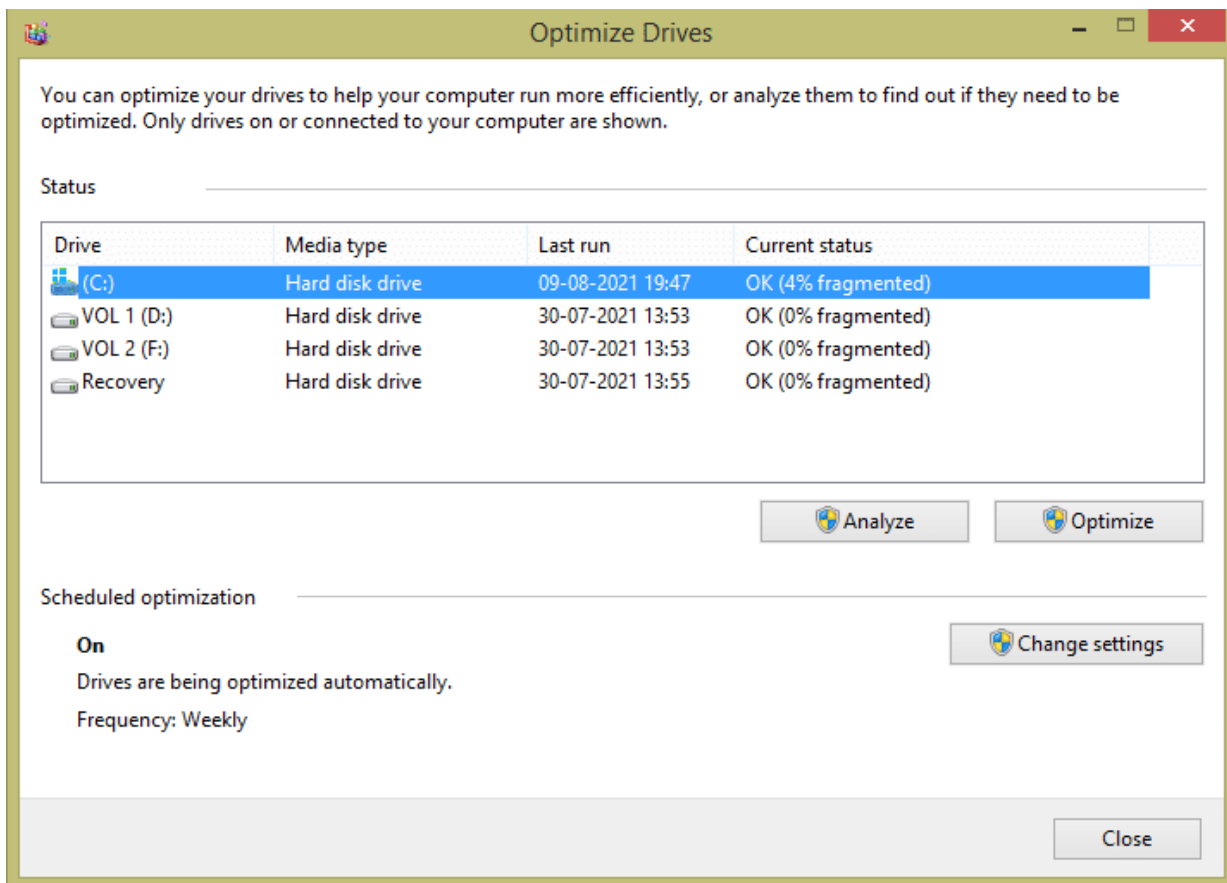 Optimize Drives
You can optimize your drives to help your computer run more efficiently, or analyze them to find out if they need to be
optimized. Only drives on or connected to your computer are shown.
Status
Drive Media type Last run Current status
(C:) Hard disk drive 09-08-2021 19:47 OK (4% fragmented)
VOL 1 (D:) Hard disk drive 30-07-2021 13:53 OK (0% fragmented)
VOL 2 (F:) Hard disk drive 30-07-2021 13:53 OK (0% fragmented)
Recovery Hard disk drive 30-07-2021 13:55 OK (0% fragmented)
Analyze Optimize
Scheduled optimization
On
Change settings
Drives are being optimized automatically.
Frequency: Weekly
Close